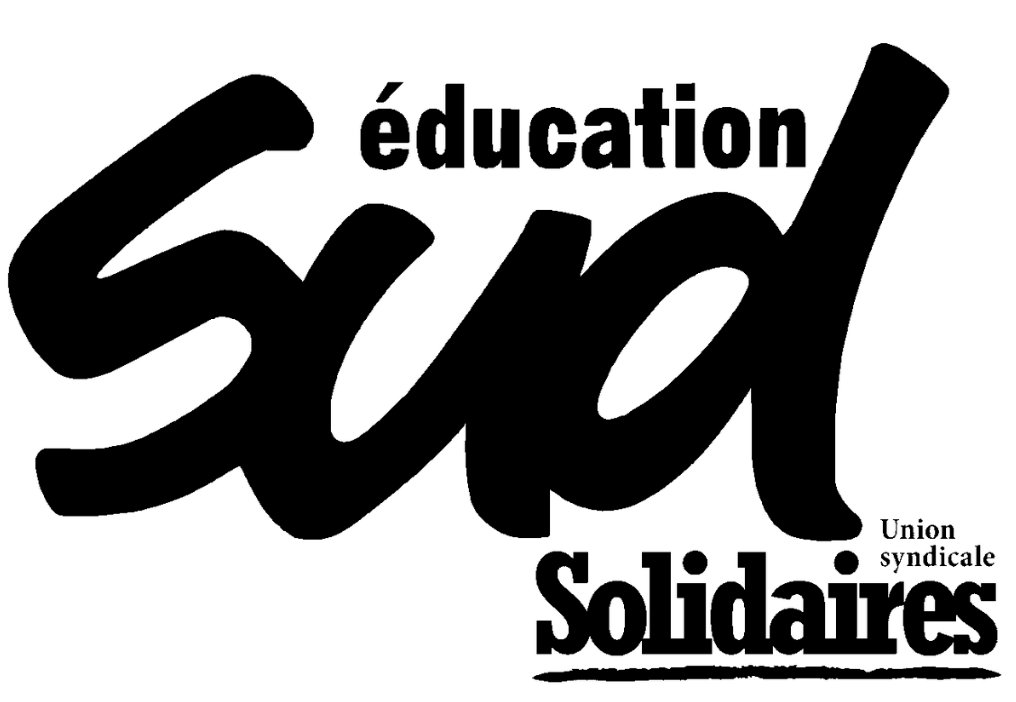 éducation
sud
Union
syndicale
Solidaires